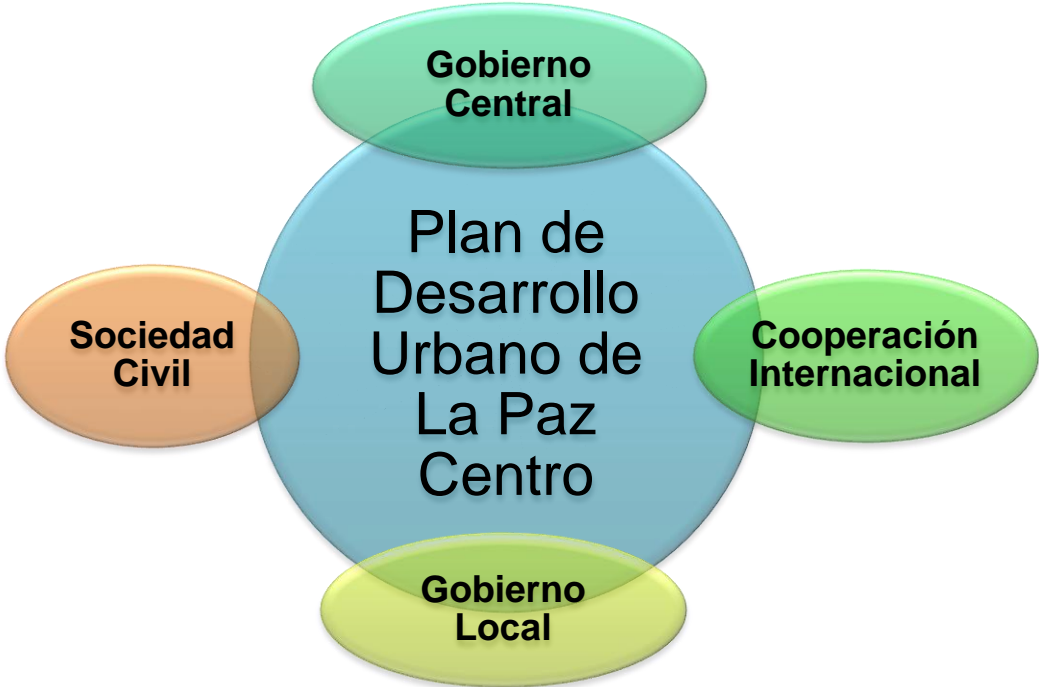 Gobierno
Central
Plan de
Desarrollo
Urbano de
La Paz
Centro
Sociedad
Civil
Cooperación
Internacional
Gobierno
Local